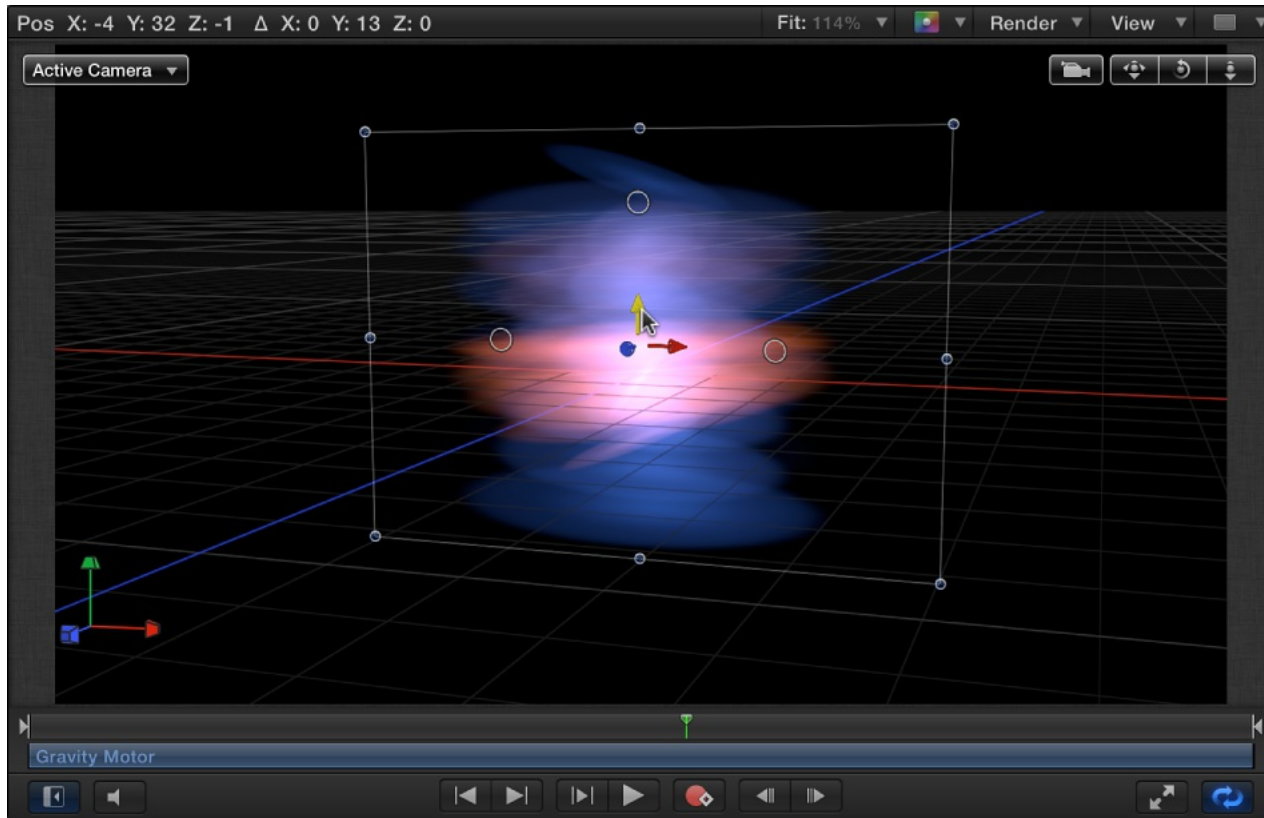 Pos X: -4 Y: 32 Z: -1 Δ X: 0 Y: 13 Z: 0
Fit: 114% Render View
Active Camera
Gravity Motor